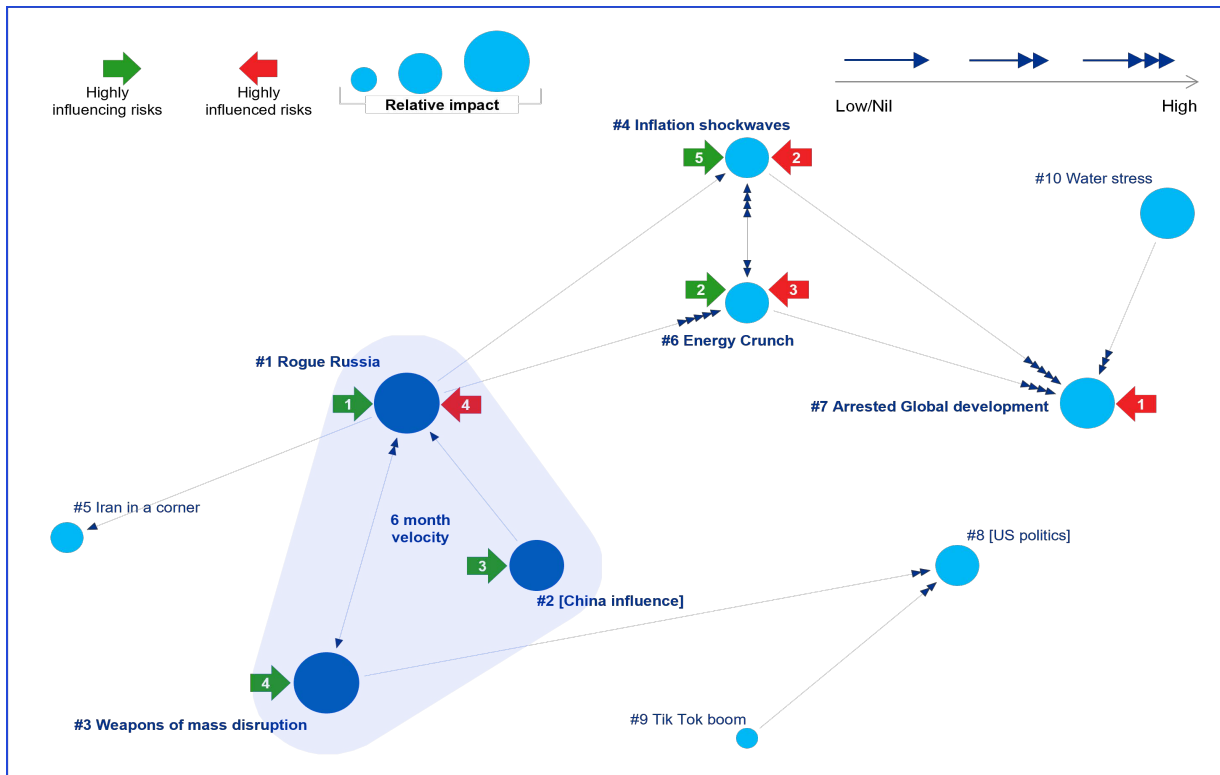 Highly
influencing risks
Highly
influenced risks
Relative impact
Low/Nil
High
#4 Inflation shockwaves
5
2
#10 Water stress
2
3
#6 Energy Crunch
#1 Rogue Russia
1
4
#7 Arrested Global development
1
#5 Iran in a corner
6 month
velocity
#8 [US politics]
3
#2 [China influence]
4
#3 Weapons of mass disruption
#9 Tik Tok boom